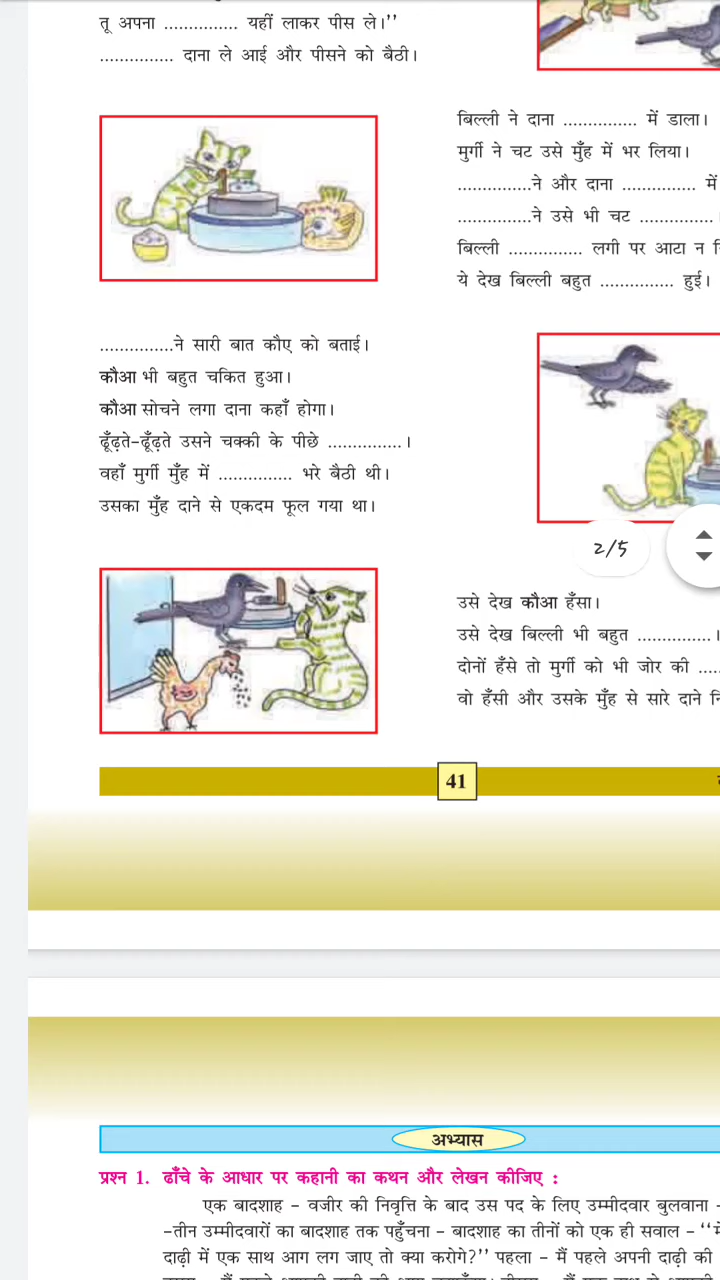 तू अपना ............... यहीं लाकर पीस ले।’’
............... दाना ले आई और पीसने को बैठी।
बिल्ली ने दाना ............... में डाला।
मुर्गी ने चट उसे मुँह में भर लिया।
...............ने और दाना ............... में
...............ने उसे भी चट ...............।
बिल्ली ............... लगी पर आटा न
ये देख बिल्ली बहुत ............... हुई।
...............ने सारी बात कौए को बताई।
कौआ भी बहुत चकित हुआ।
कौआ सोचने लगा दाना कहाँ होगा।
ढूँढ़ते-ढूँढ़ते उसने चक्की के पीछे ...............।
वहाँ मुर्गी मुँह में ............... भरे बैठी थी।
उसका मुँह दाने से एकदम फूल गया था।
2/5
उसे देख कौआ हँसा।
उसे देख बिल्ली भी बहुत ...............।
दोनों हँसे तो मुर्गी को भी जोर की .....
वो हँसी और उसके मुँह से सारे दाने
41
अभ्यास
प्रश्न 1. ढाँचे के आधार पर कहानी का कथन और लेखन कीजिए :
एक बादशाह - वजीर की निवृत्ति के बाद उस पद के लिए उम्मीदवार बुलवाना -
-तीन उम्मीदवारों का बादशाह तक पहुँचना - बादशाह का तीनों को एक ही सवाल - ‘‘
दाढ़ी में एक साथ आग लग जाए तो क्या करोगे?’’ पहला - मैं पहले अपनी दाढ़ी की